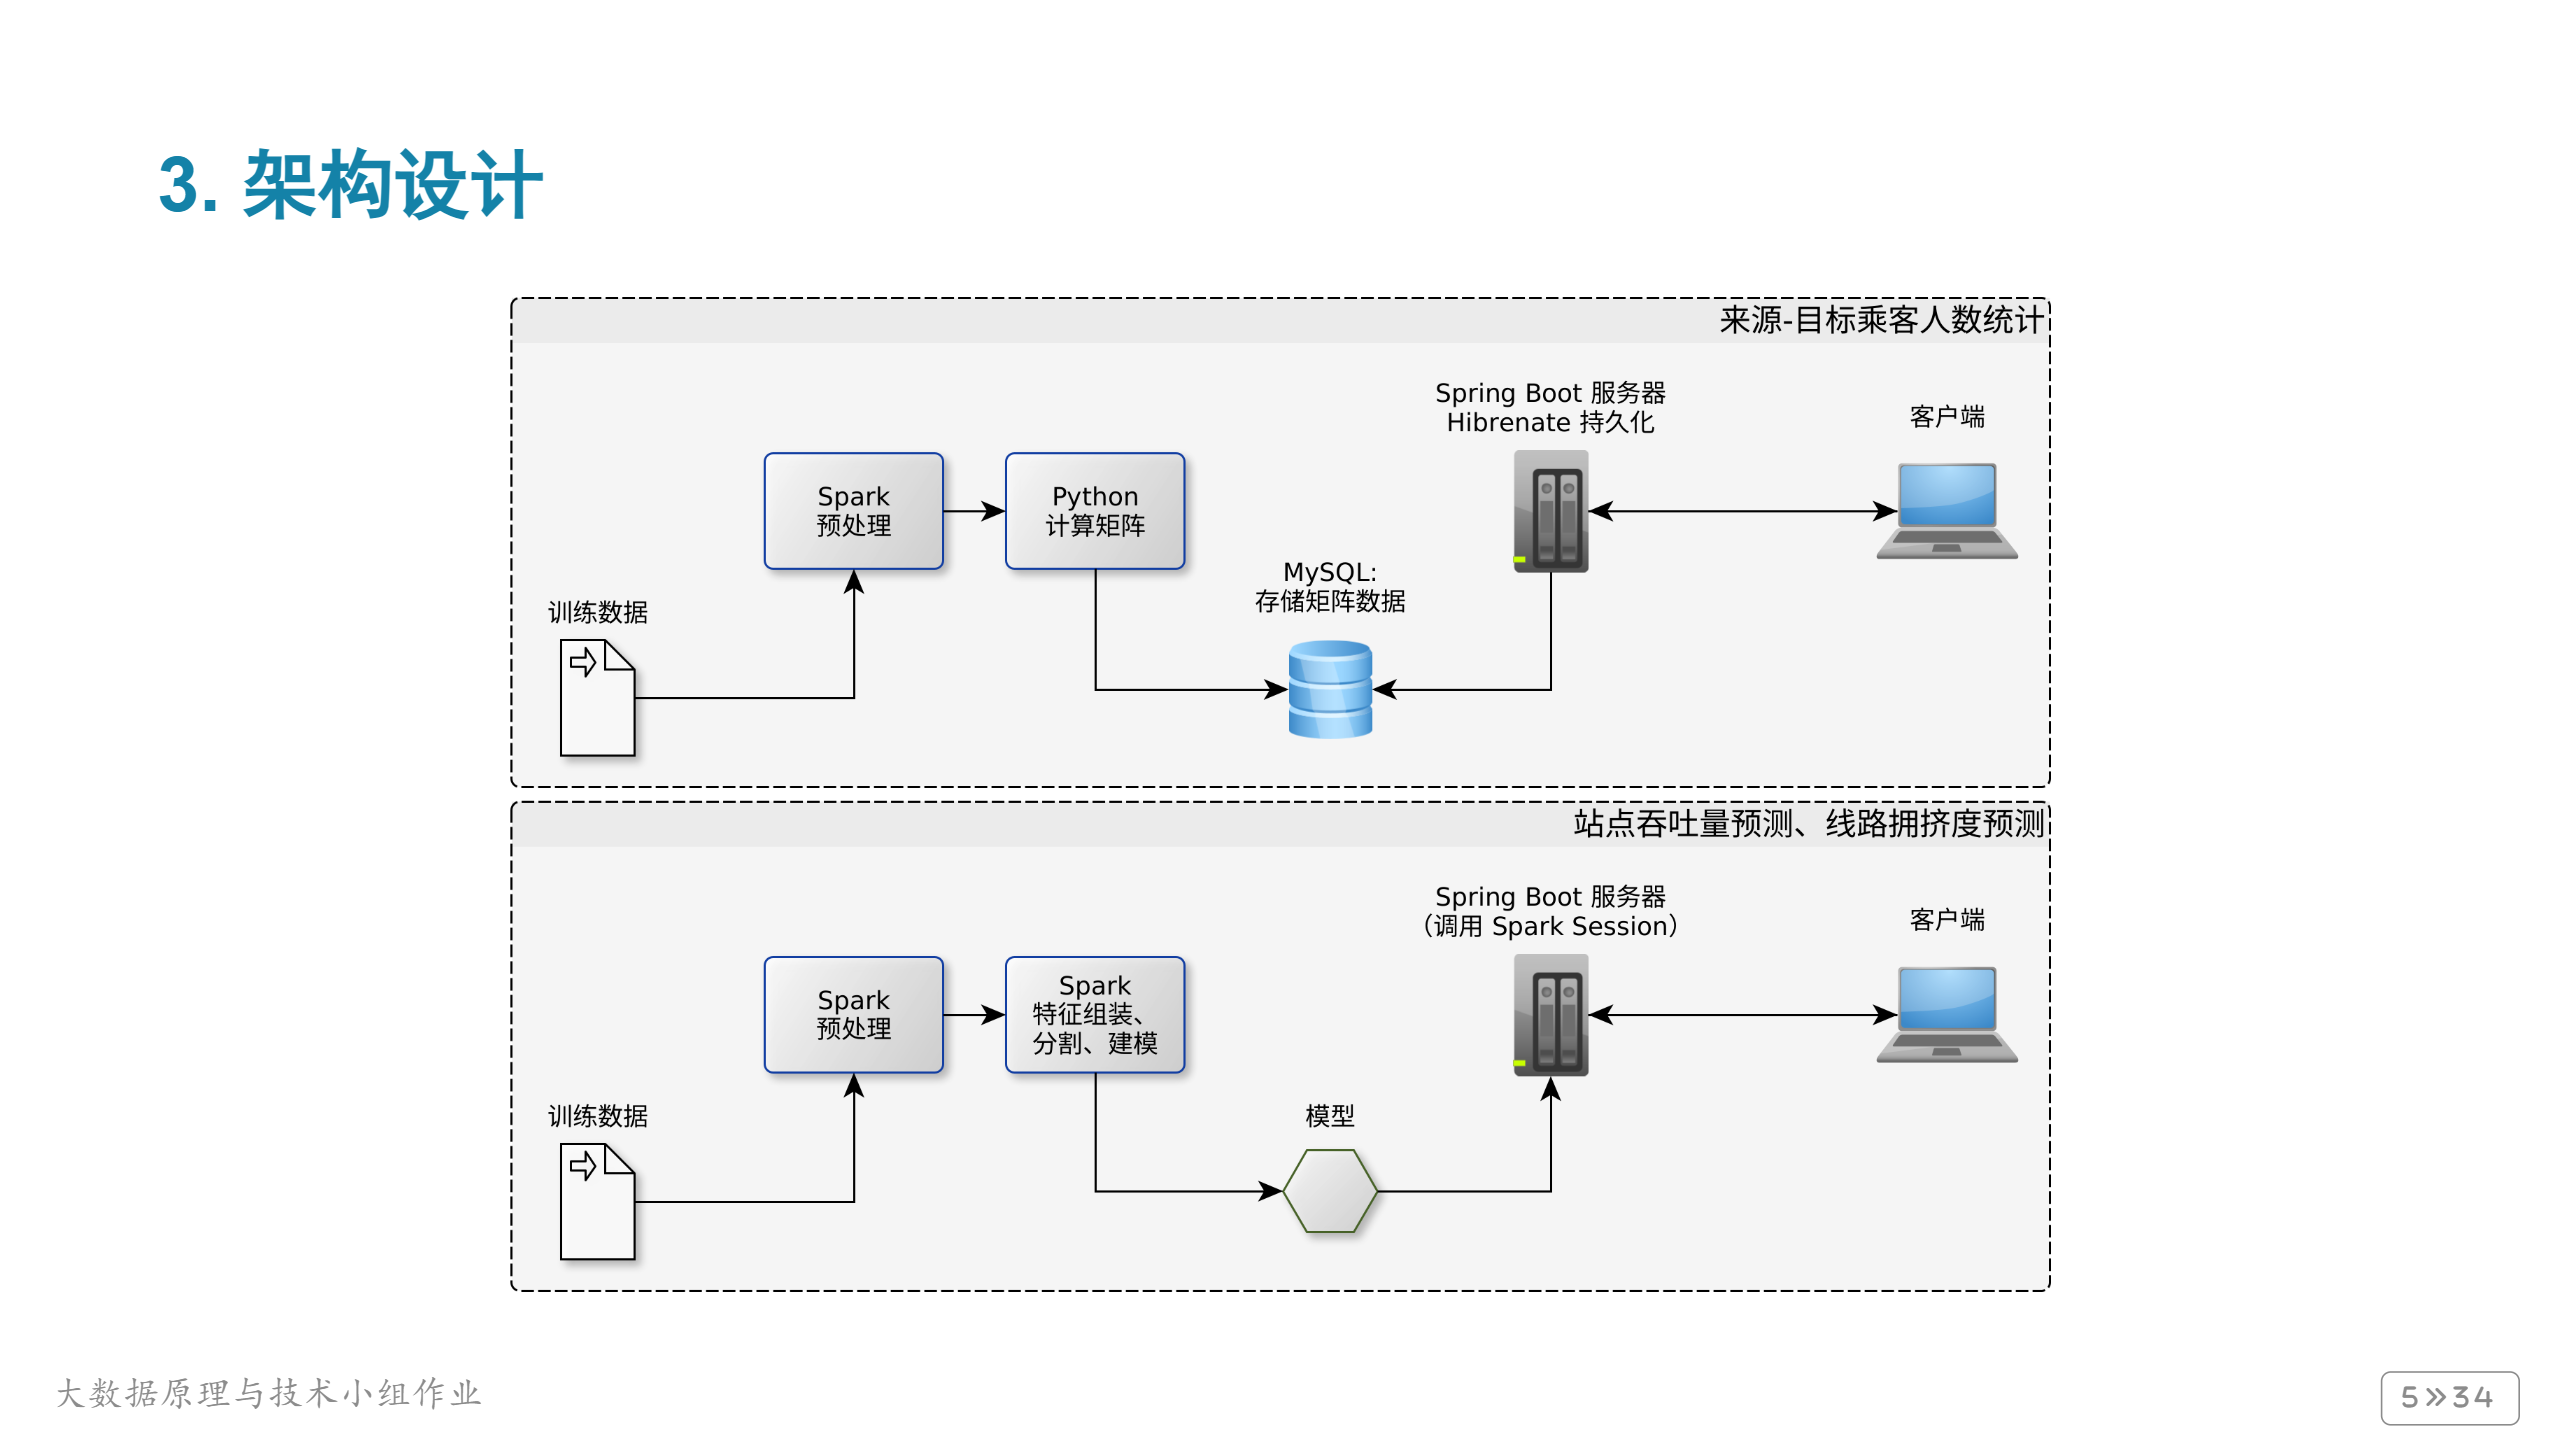 3. 架构设计
来源-目标乘客人数统计
Spring Boot 服务器
Hibrenate 持久化
客户端
Spark
预处理
Python
计算矩阵
MySQL:
存储矩阵数据
训练数据
站点吞吐量预测、线路拥挤度预测
Spring Boot 服务器
（调用 Spark Session）
客户端
Spark
预处理
Spark
特征组装、
分割、建模
训练数据
模型
大数据原理与技术小组作业
5»34